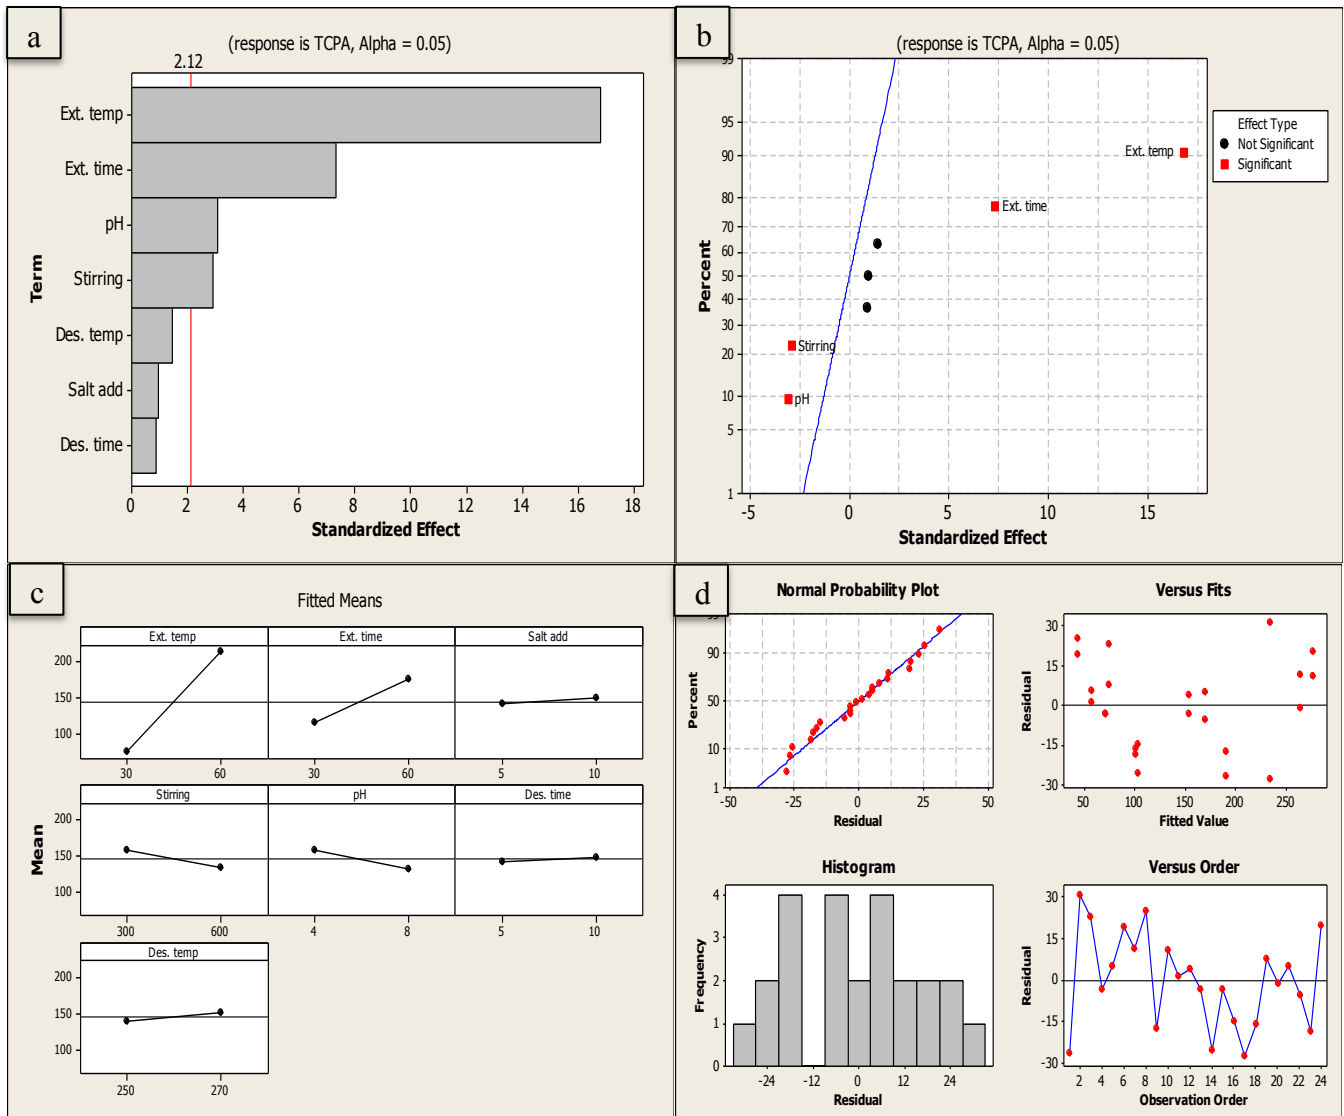 a
(response is TCPA, Alpha = 0.05)
2.12
Term
Ext. temp
Ext. time
pH
Stirring
Des. temp
Salt add
Des. time
0 2 4 6 8 10 12 14 16 18
Standardized Effect
b
(response is TCPA, Alpha = 0.05)
Percent
99
95
90
80
70
60
50
40
30
20
10
5
1
Ext. temp
Ext. time
Stirring
pH
-5 0 5 10 15
Standardized Effect
Effect Type
Not Significant
Significant
c
Fitted Means
Mean
Ext. temp Ext. time Salt add
200
150
100
30 60 30 60 5 10
Stirring pH Des. time
200
150
100
300 600 4 8 5 10
Des. temp
200
150
100
250 270
d
Normal Probability Plot
Percent
99
90
50
10
1
-50 -25 0 25 50
Residual
Versus Fits
Residual
30
15
0
-15
-30
50 100 150 200 250
Fitted Value
Histogram
Frequency
4
3
2
1
0
-24 -12 0 12 24
Residual
Versus Order
Residual
30
15
0
-15
-30
2 4 6 8 10 12 14 16 18 20 22 24
Observation Order